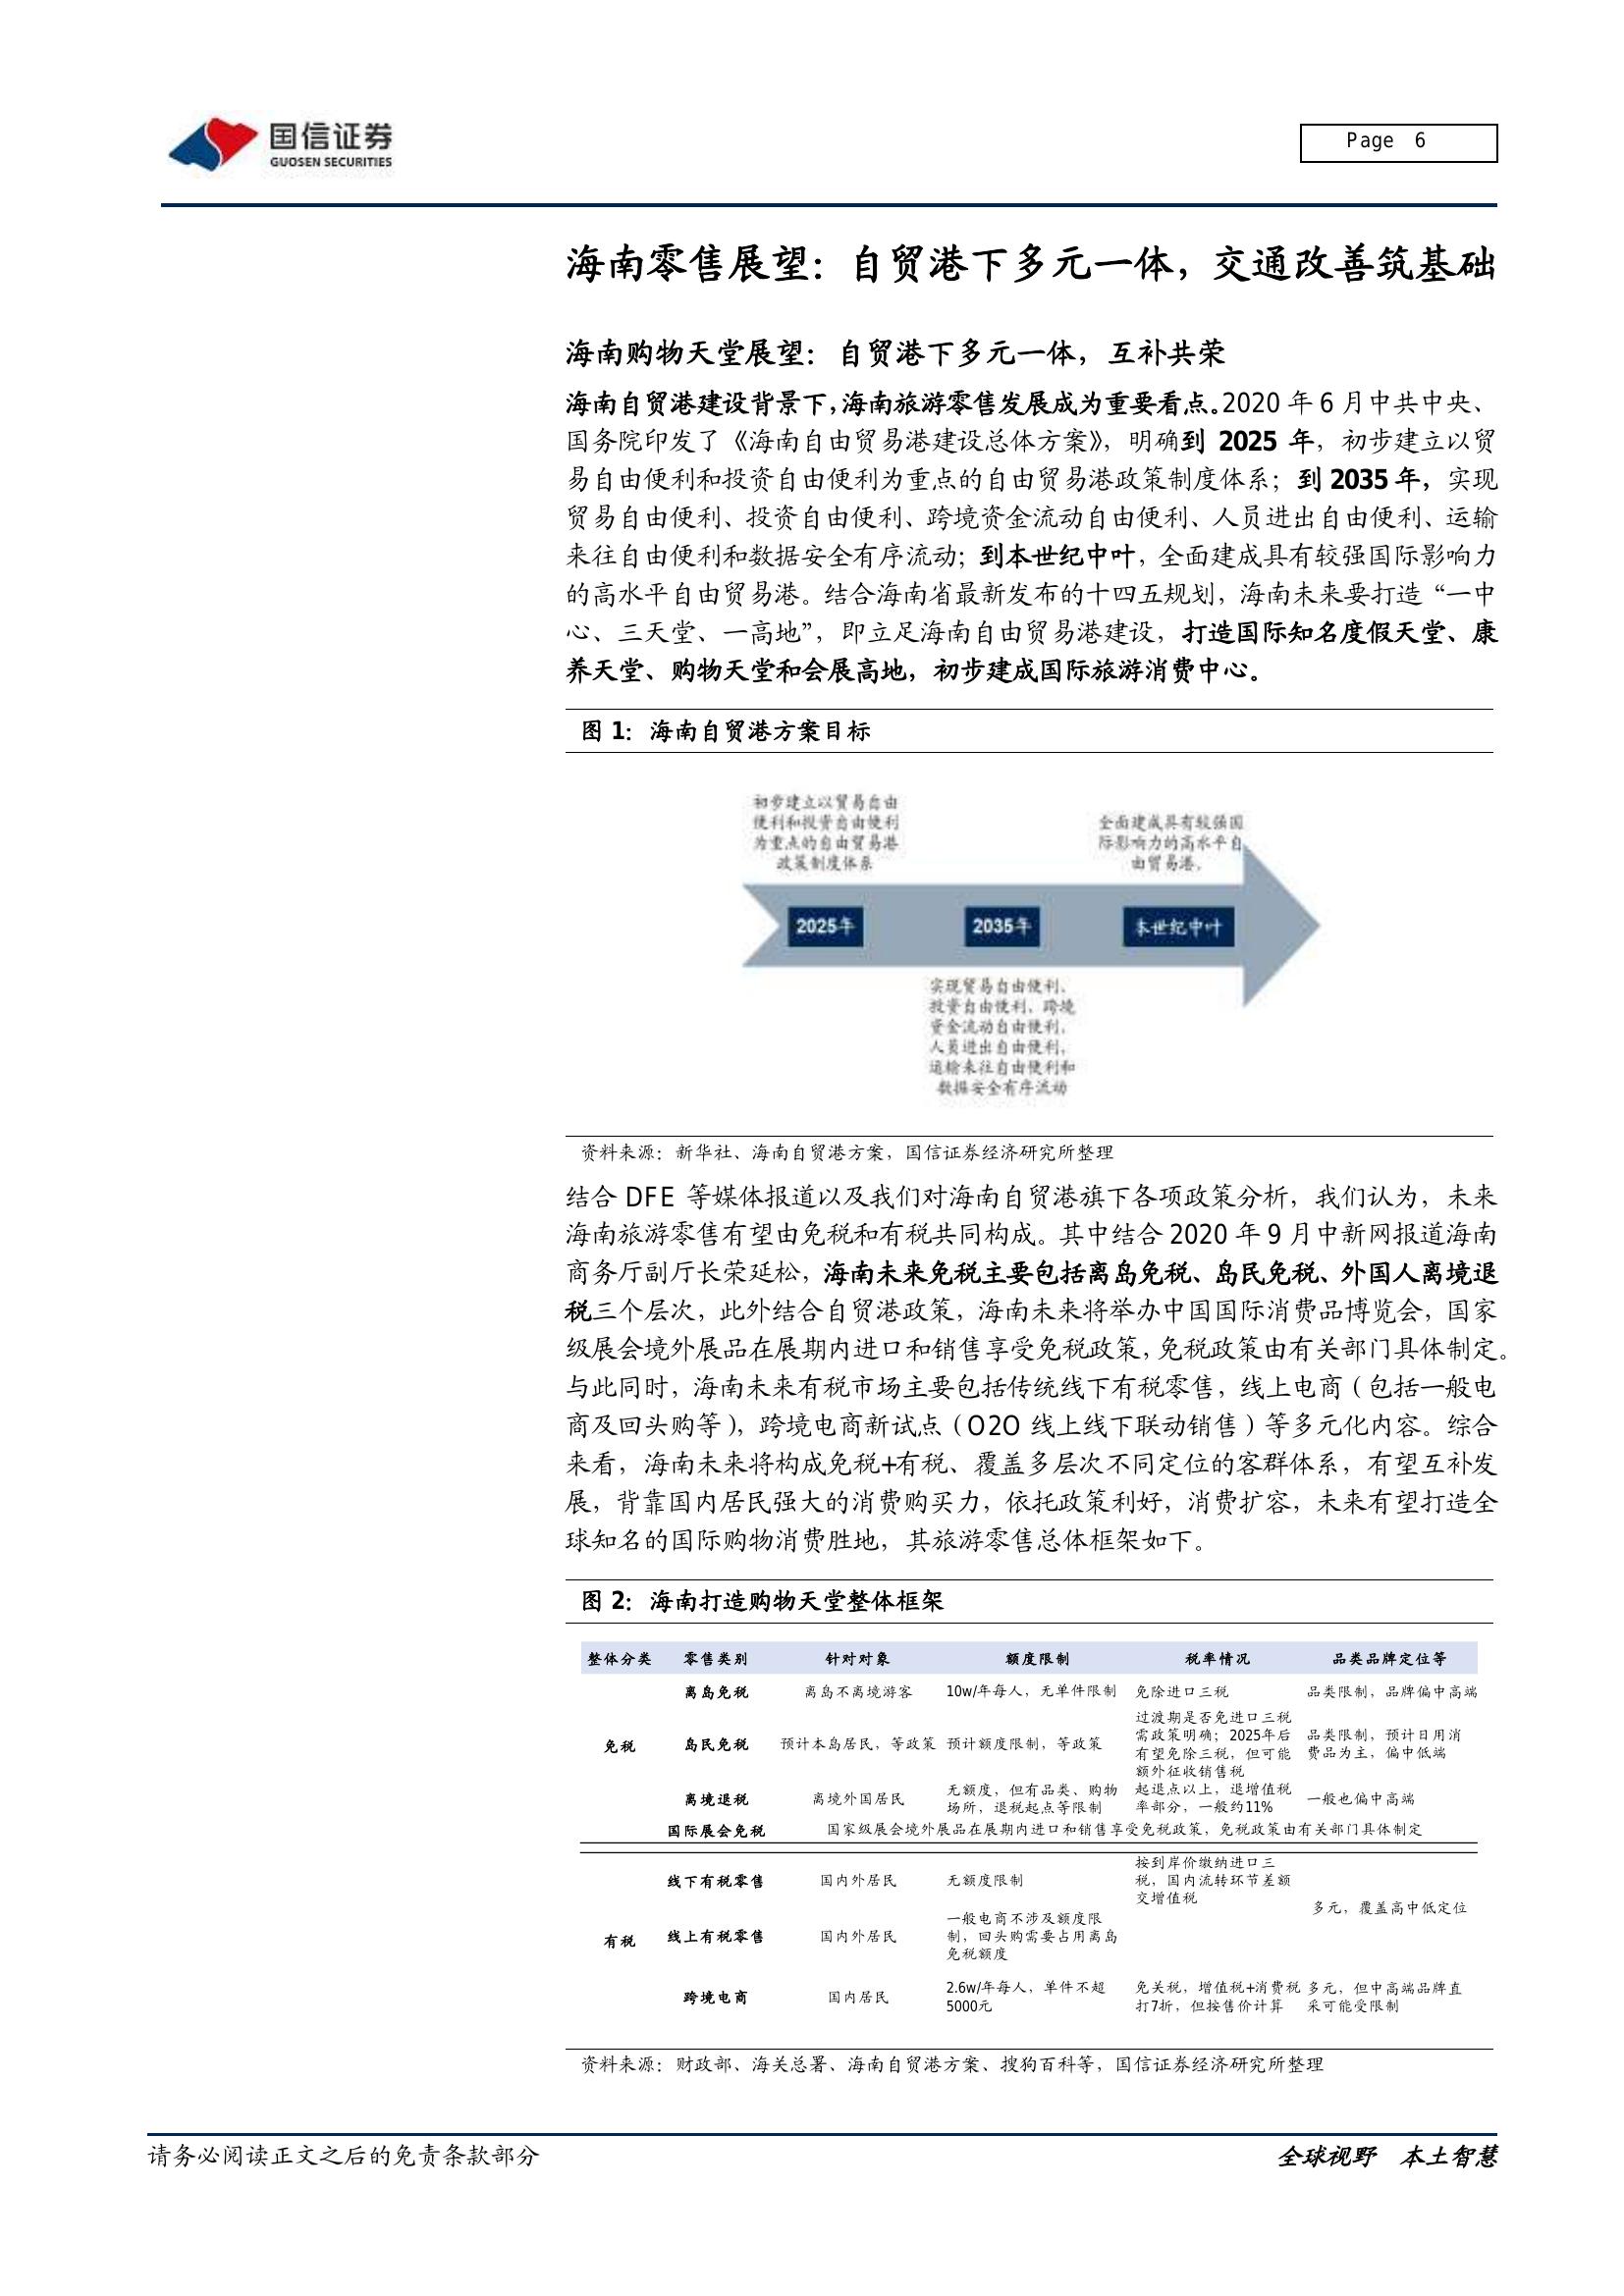 国信证券
GUOSEN SECURITIES
Page 6
海南零售展望：自贸港下多元一体，交通改善筑基础
海南购物天堂展望：自贸港下多元一体，互补共荣
海南自贸港建设背景下，海南旅游零售发展成为重要看点。2020 年 6 月中共中央、
国务院印发了《海南自由贸易港建设总体方案》，明确到 2025 年，初步建立以贸
易自由便利和投资自由便利为重点的自由贸易港政策制度体系；到 2035 年，实现
贸易自由便利、投资自由便利、跨境资金流动自由便利、人员进出自由便利、运输
来往自由便利和数据安全有序流动；到本世纪中叶，全面建成具有较强国际影响力
的高水平自由贸易港。结合海南省最新发布的十四五规划，海南未来要打造“一中
心、三天堂、一高地”，即立足海南自由贸易港建设，打造国际知名度假天堂、康
养天堂、购物天堂和会展高地，初步建成国际旅游消费中心。
图 1：海南自贸港方案目标
初步建立以贸易自由
便利和投资自由便利
为重点的自由贸易港
政策制度体系
全面建成具有较强国
际影响力的高水平自
由贸易港。
2025年 2035年 本世纪中叶
实现贸易自由便利、
投资自由便利、跨境
资金流动自由便利、
人员进出自由便利、
运输来往自由便利和
数据安全有序流动
资料来源：新华社、海南自贸港方案，国信证券经济研究所整理
结合 DFE 等媒体报道以及我们对海南自贸港旗下各项政策分析，我们认为，未来
海南旅游零售有望由免税和有税共同构成。其中结合 2020 年 9 月中新网报道海南
商务厅副厅长荣延松，海南未来免税主要包括离岛免税、岛民免税、外国人离境退
税三个层次，此外结合自贸港政策，海南未来将举办中国国际消费品博览会，国家
级展会境外展品在展期内进口和销售享受免税政策，免税政策由有关部门具体制定。
与此同时，海南未来有税市场主要包括传统线下有税零售，线上电商（包括一般电
商及回头购等），跨境电商新试点（O2O 线上线下联动销售）等多元化内容。综合
来看，海南未来将构成免税+有税、覆盖多层次不同定位的客群体系，有望互补发
展，背靠国内居民强大的消费购买力，依托政策利好，消费扩容，未来有望打造全
球知名的国际购物消费胜地，其旅游零售总体框架如下。
图 2：海南打造购物天堂整体框架
整体分类 零售类别 针对对象 额度限制 税率情况 品类品牌定位等
离岛免税 离岛不离境游客 10w/年每人，无单件限制 免除进口三税 品类限制，品牌偏中高端
免税
岛民免税 预计本岛居民，等政策 预计额度限制，等政策
过渡期是否免进口三税
需政策明确；2025年后
有望免除三税，但可能
额外征收销售税
品类限制，预计日用消
费品为主，偏中低端
离境退税 离境外国居民
无额度，但有品类、购物
场所，退税起点等限制
起退点以上，退增值税
率部分，一般约11%
一般也偏中高端
国际展会免税 国家级展会境外展品在展期内进口和销售享受免税政策，免税政策由有关部门具体制定
有税
线下有税零售 国内外居民 无额度限制
按到岸价缴纳进口三
税，国内流转环节差额
交增值税
多元，覆盖高中低定位
线上有税零售 国内外居民
一般电商不涉及额度限
制，回头购需要占用离岛
免税额度
跨境电商 国内居民
2.6w/年每人，单件不超
5000元
免关税，增值税+消费税
打7折，但按售价计算
多元，但中高端品牌直
采可能受限制
资料来源：财政部、海关总署、海南自贸港方案、搜狗百科等，国信证券经济研究所整理
请务必阅读正文之后的免责条款部分
全球视野 本土智慧